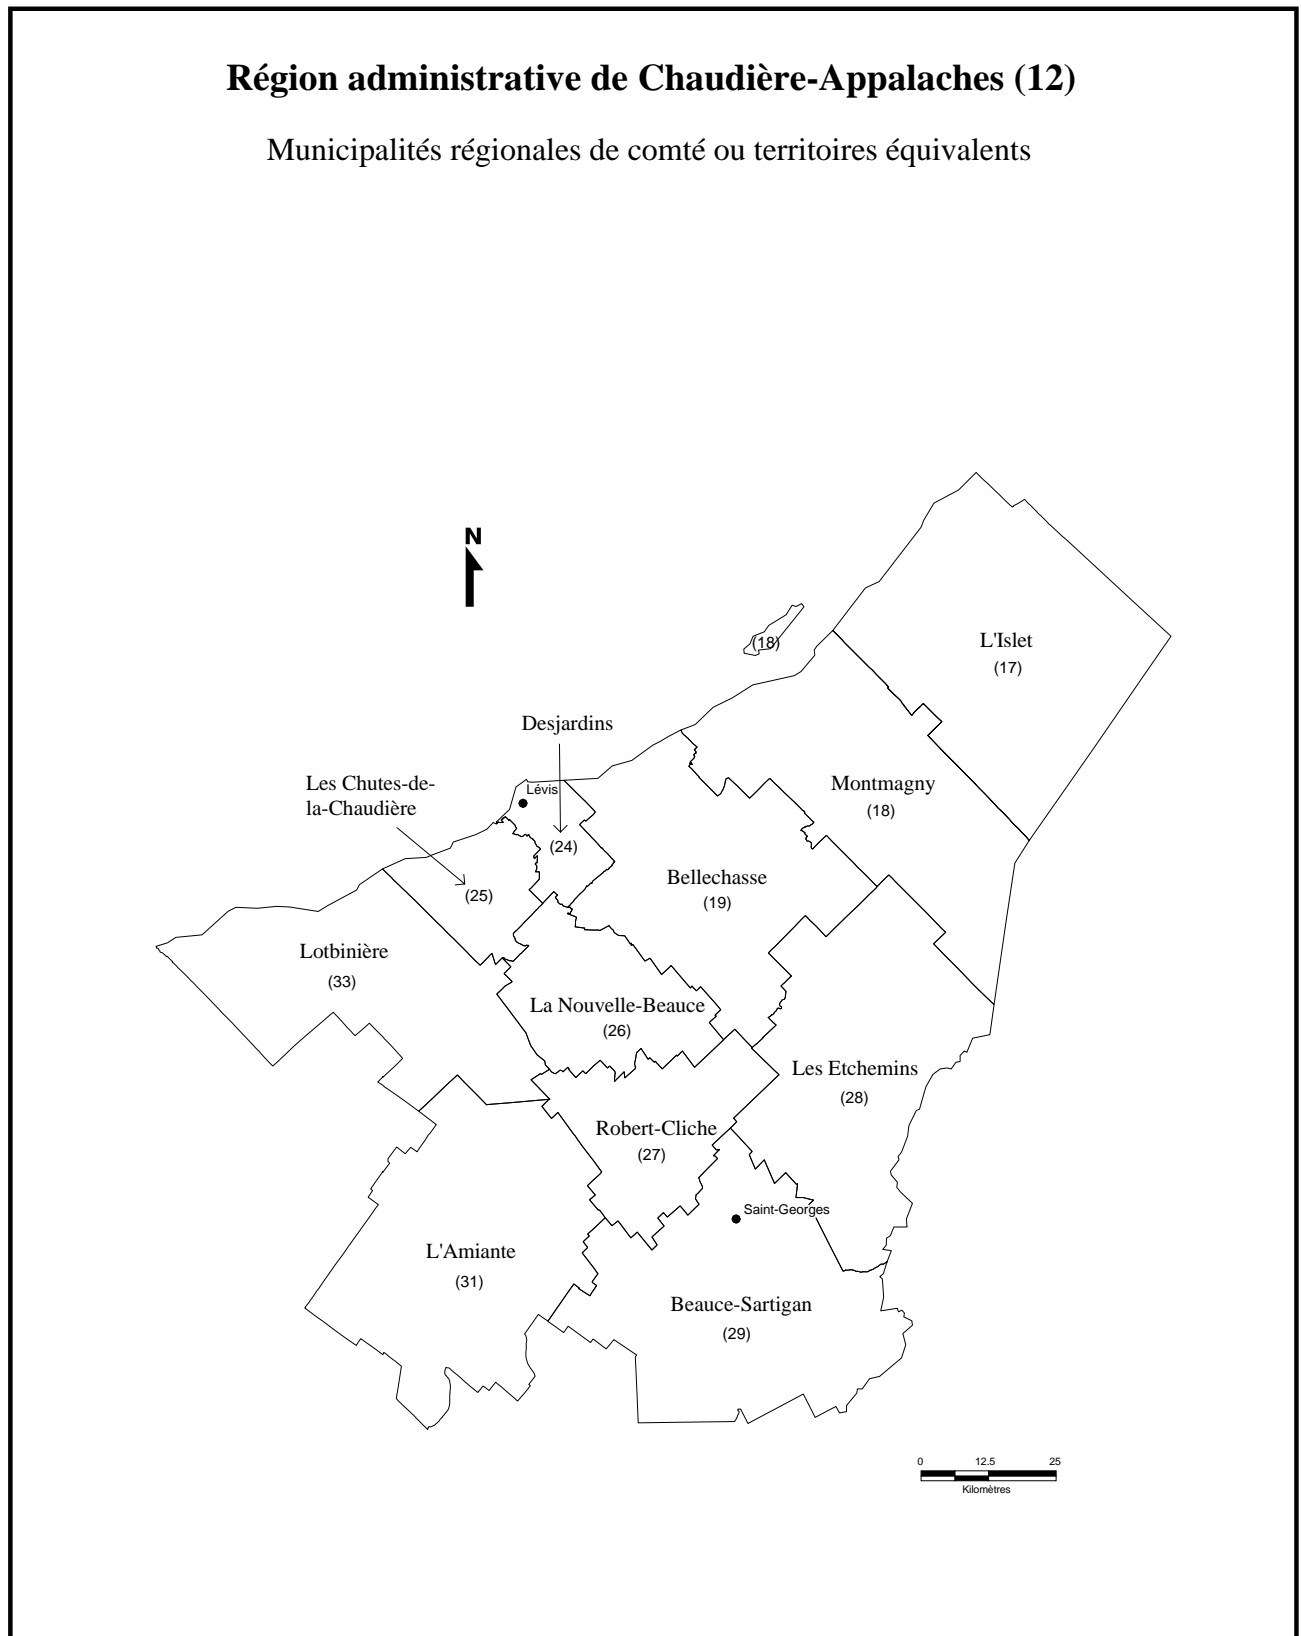 Région administrative de Chaudière-Appalaches (12)
Municipalités régionales de comté ou territoires équivalents
N
(18)
L'Islet
(17)
Desjardins
Les Chutes-de-
la-Chaudière
Lévis
Montmagny
(18)
(24)
(25)
Bellechasse
(19)
Lotbinière
(33)
La Nouvelle-Beauce
(26)
Les Etchemins
(28)
Robert-Cliche
(27)
Saint-Georges
L'Amiante
(31)
Beauce-Sartigan
(29)
0 12.5 25
Kilomètres